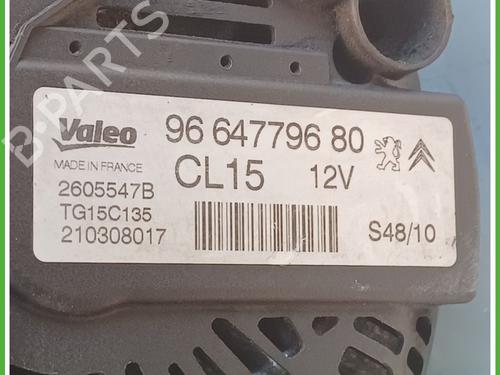 B-PARTS
Valeo 96 647796 80
MADE IN FRANCE CL15 12V
2605547B
TG15C135
210308017 S48/10